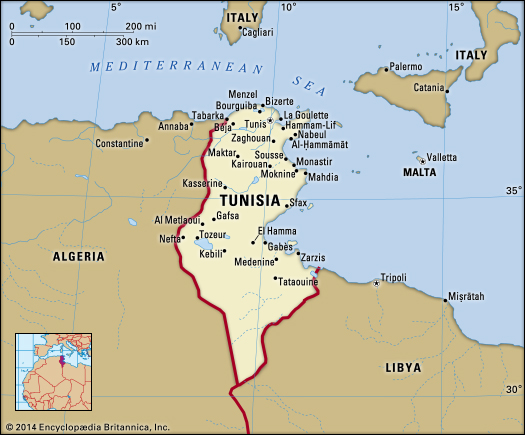 0 100 200 mi
0 150 300 km
5°
10°
15°
ITALY
Cagliari
ITALY
MEDITERRANEAN SEA
Palermo
Catania
Menzel
Bourguiba
Bizerte
Tabarka
La Goulette
Annaba
Béja
Tunis
Hammam-Lif
Constantine
Nabeul
Zaghouan
Al-Hammāmāt
Maktar
Sousse
Valletta
Kairouan
Monastir
MALTA
Moknine
Mahdia
Kasserine
35°
TUNISIA
Sfax
Al Metlaoui
Gafsa
El Hamma
Nefta
Tozeur
Gabès
ALGERIA
Kebili
Zarzis
Medenine
Tataouine
Tripoli
Miṣrātah
LIBYA
30°
10°
© 2014 Encyclopædia Britannica, Inc.